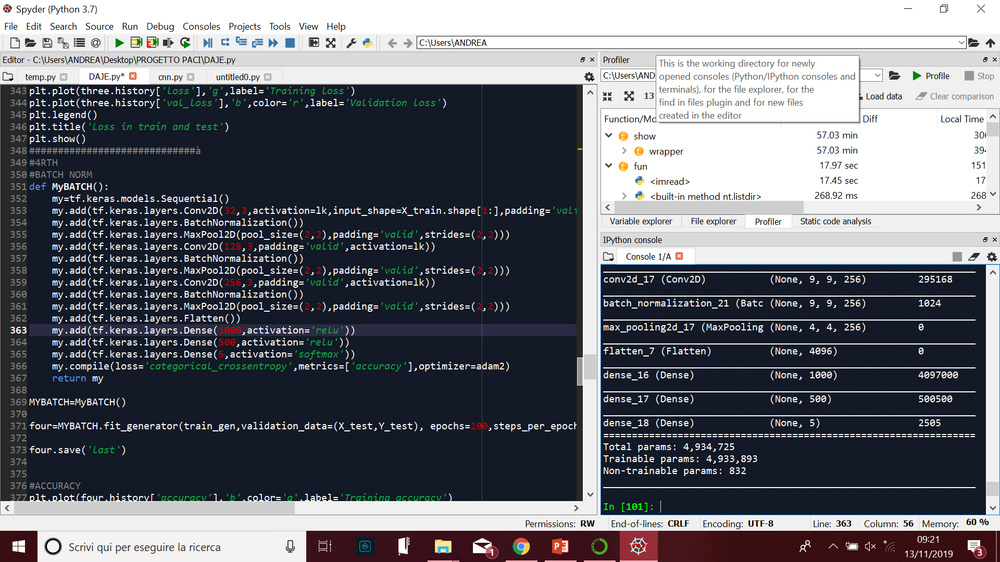 Spyder (Python 3.7)
File Edit Search Source Run Debug Consoles Projects Tools View Help
C:\Users\ANDREA
Editor - C:\Users\ANDREA\Desktop\PROGETTO PACI\DAJE.py
temp.py DAJE.py* cnn.py untitled0.py
343 plt.plot(three.history['loss'],'g',label='Training loss')
344 plt.plot(three.history['val_loss'],'b',color='r',label='Validation loss')
345 plt.legend()
346 plt.title('Loss in train and test')
347 plt.show()
348 #############################à
349 #4RTH
350 #BATCH NORM
351 def MyBATCH():
352     my=tf.keras.models.Sequential()
353     my.add(tf.keras.layers.Conv2D(32,3,activation=lk,input_shape=X_train.shape[1:],padding='vali
354     my.add(tf.keras.layers.BatchNormalization())
355     my.add(tf.keras.layers.MaxPool2D(pool_size=(2,2),padding='valid',strides=(2,2)))
356     my.add(tf.keras.layers.Conv2D(128,3,padding='valid',activation=lk))
357     my.add(tf.keras.layers.BatchNormalization())
358     my.add(tf.keras.layers.MaxPool2D(pool_size=(2,2),padding='valid',strides=(2,2)))
359     my.add(tf.keras.layers.Conv2D(256,3,padding='valid',activation=lk))
360     my.add(tf.keras.layers.BatchNormalization())
361     my.add(tf.keras.layers.MaxPool2D(pool_size=(2,2),padding='valid',strides=(2,2)))
362     my.add(tf.keras.layers.Flatten())
363     my.add(tf.keras.layers.Dense(1000,activation='relu'))
364     my.add(tf.keras.layers.Dense(500,activation='relu'))
365     my.add(tf.keras.layers.Dense(5,activation='softmax'))
366     my.compile(loss='categorical_crossentropy',metrics=['accuracy'],optimizer=adam2)
367     return my
368
369 MYBATCH=MyBATCH()
370
371 four=MYBATCH.fit_generator(train_gen,validation_data=(X_test,Y_test), epochs=100,steps_per_epoch
372
373 four.save('last')
374
375
376 #ACCURACY
377 plt.plot(four.history['accuracy'],'b',color='g',label='Training accuracy')
Profiler
C:\Users\AND
Profile Stop
This is the working directory for newly
opened consoles (Python/IPython consoles and
terminals), for the file explorer, for the
find in files plugin and for new files
created in the editor
13 Load data Clear comparison
Function/Mo Diff Local Time
show 57.03 min 306
wrapper 57.03 min 394
fun 17.97 sec 151
<imread> 17.45 sec 17
<built-in method nt.listdir> 268.92 ms 268
Variable explorer File explorer Profiler Static code analysis
IPython console
Console 1/A
conv2d_17 (Conv2D) (None, 9, 9, 256) 295168
batch_normalization_21 (Batc (None, 9, 9, 256) 1024
max_pooling2d_17 (MaxPooling (None, 4, 4, 256) 0
flatten_7 (Flatten) (None, 4096) 0
dense_16 (Dense) (None, 1000) 4097000
dense_17 (Dense) (None, 500) 500500
dense_18 (Dense) (None, 5) 2505
=================================================================
Total params: 4,934,725
Trainable params: 4,933,893
Non-trainable params: 832
In [101]:
Permissions: RW End-of-lines: CRLF Encoding: UTF-8 Line: 363 Column: 56 Memory: 60 %
Scrivi qui per eseguire la ricerca
1
09:21
13/11/2019
3